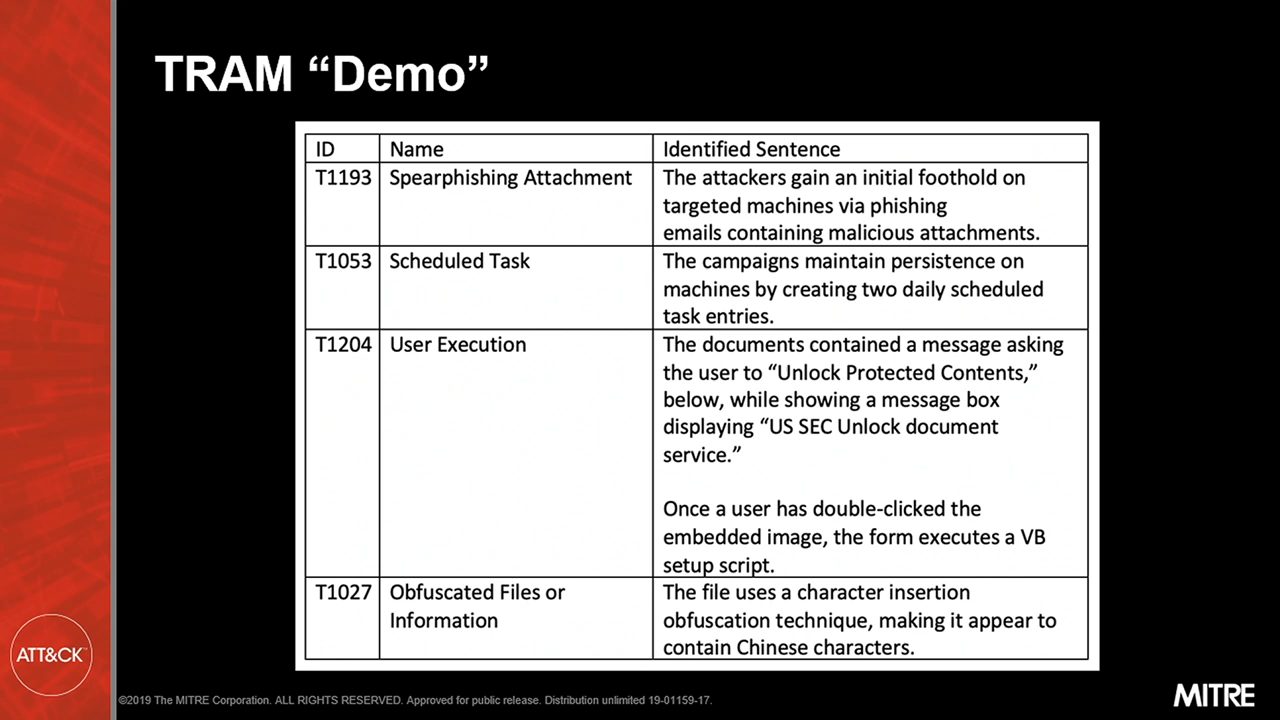 TRAM “Demo”
ID Name Identified Sentence
T1193 Spearphishing Attachment The attackers gain an initial foothold on
targeted machines via phishing
emails containing malicious attachments.
T1053 Scheduled Task The campaigns maintain persistence on
machines by creating two daily scheduled
task entries.
T1204 User Execution The documents contained a message asking
the user to “Unlock Protected Contents,”
below, while showing a message box
displaying “US SEC Unlock document
service.”
Once a user has double-clicked the
embedded image, the form executes a VB
setup script.
T1027 Obfuscated Files or The file uses a character insertion
Information obfuscation technique, making it appear to
contain Chinese characters.
ATT&CK™
©2019 The MITRE Corporation. ALL RIGHTS RESERVED. Approved for public release. Distribution unlimited 19-01159-17.
MITRE